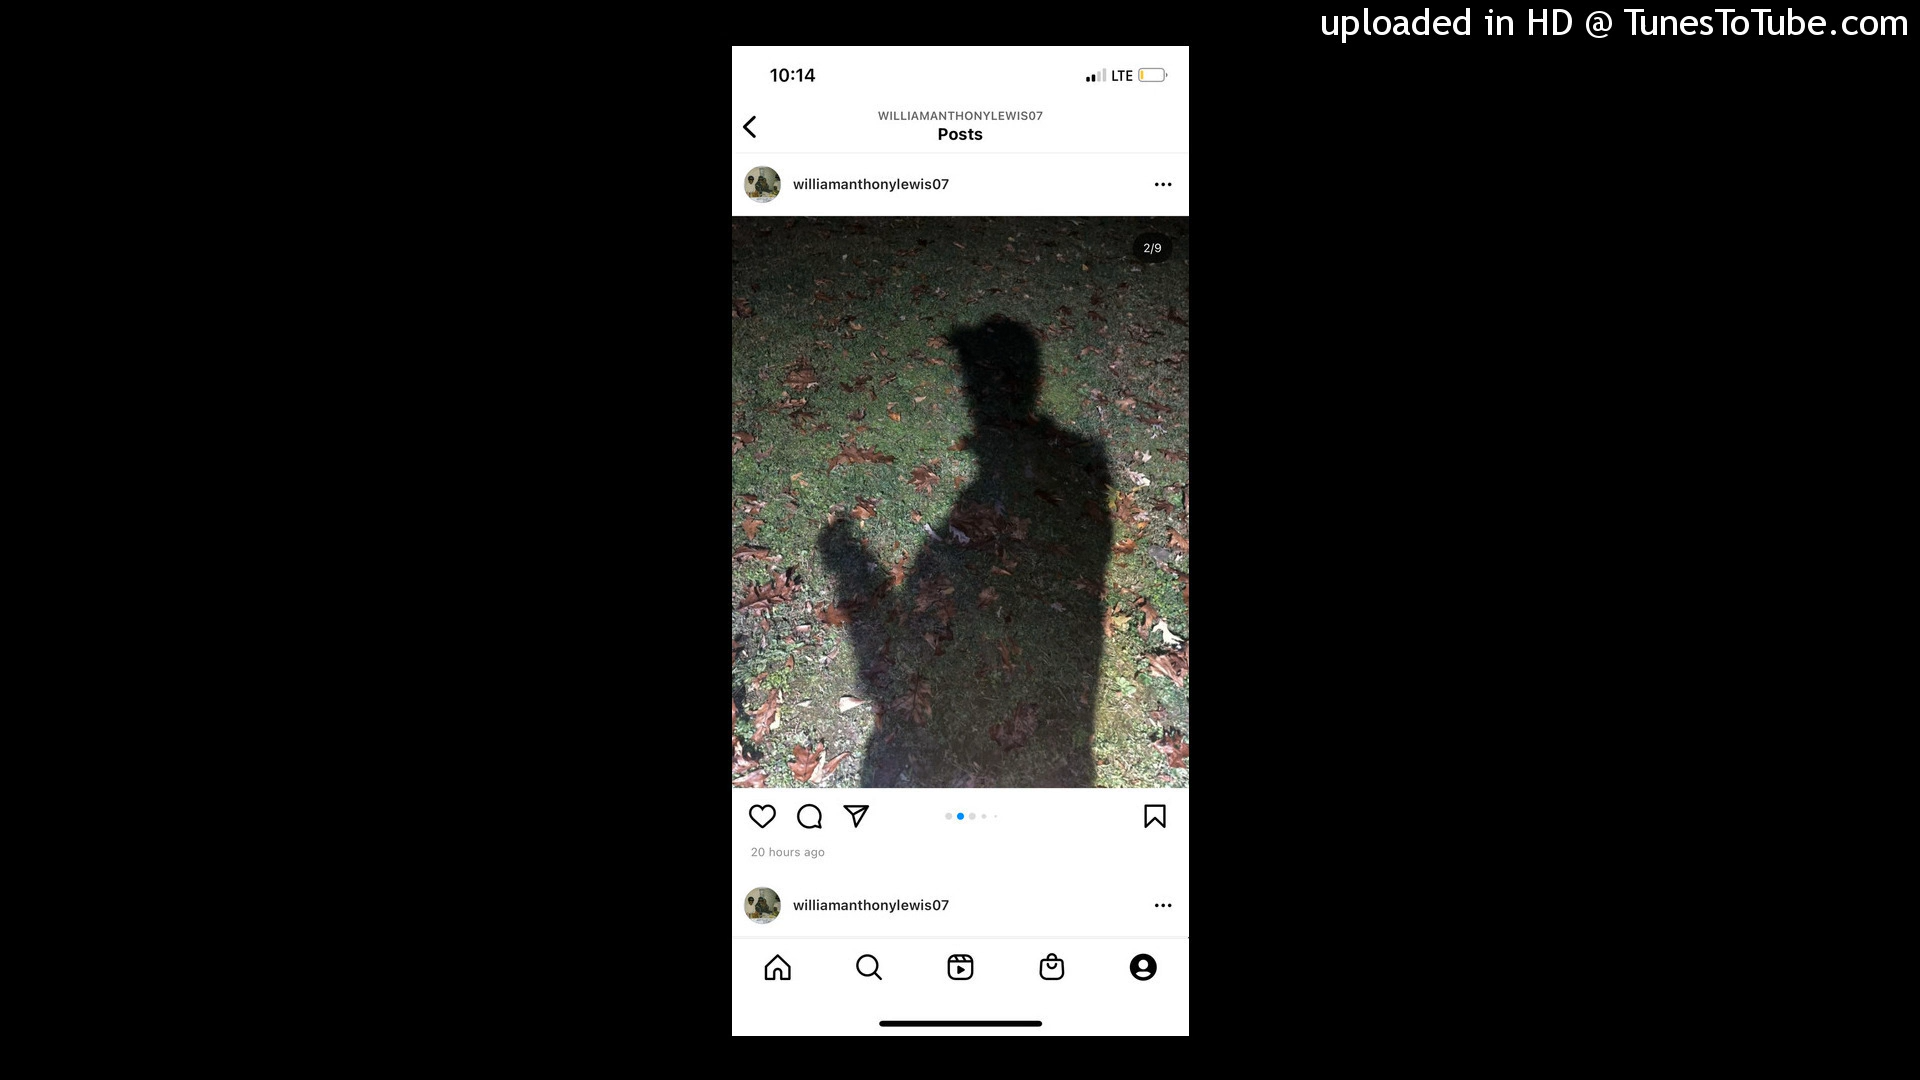 uploaded in HD @ TunesToTube.com
10:14
LTE
WILLIAMANTHONYLEWIS07
Posts
williamanthonylewis07
2/9
20 hours ago
williamanthonylewis07